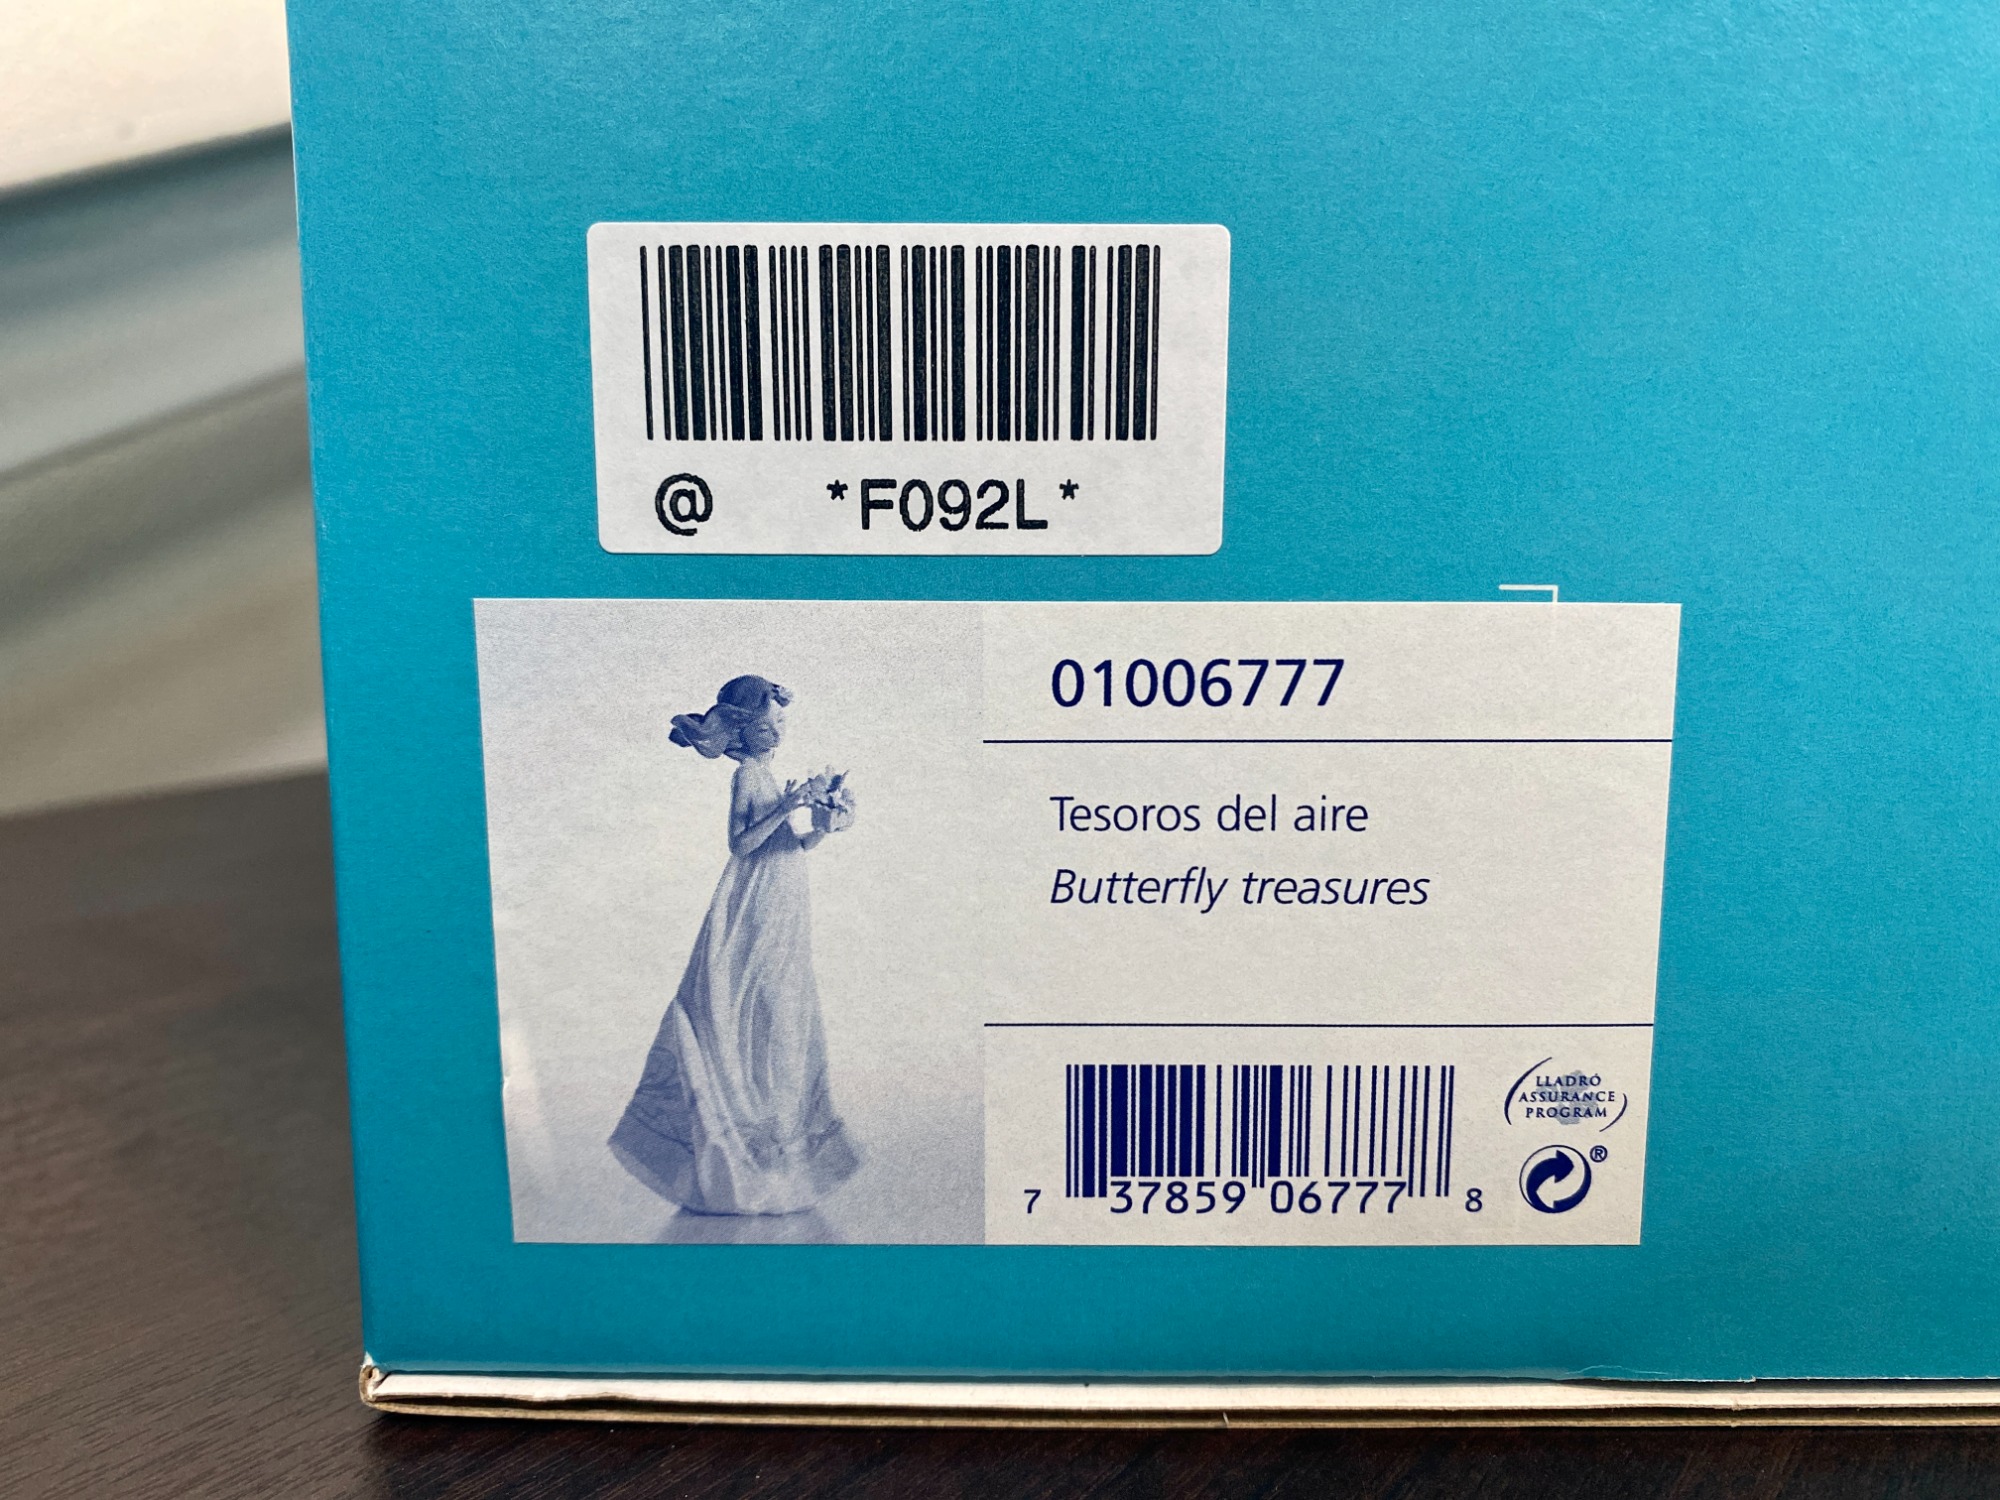 @ *F092L*
01006777
Tesoros del aire
Butterfly treasures
7 37859 06777 8
LLADRÓ
ASSURANCE
PROGRAM
®